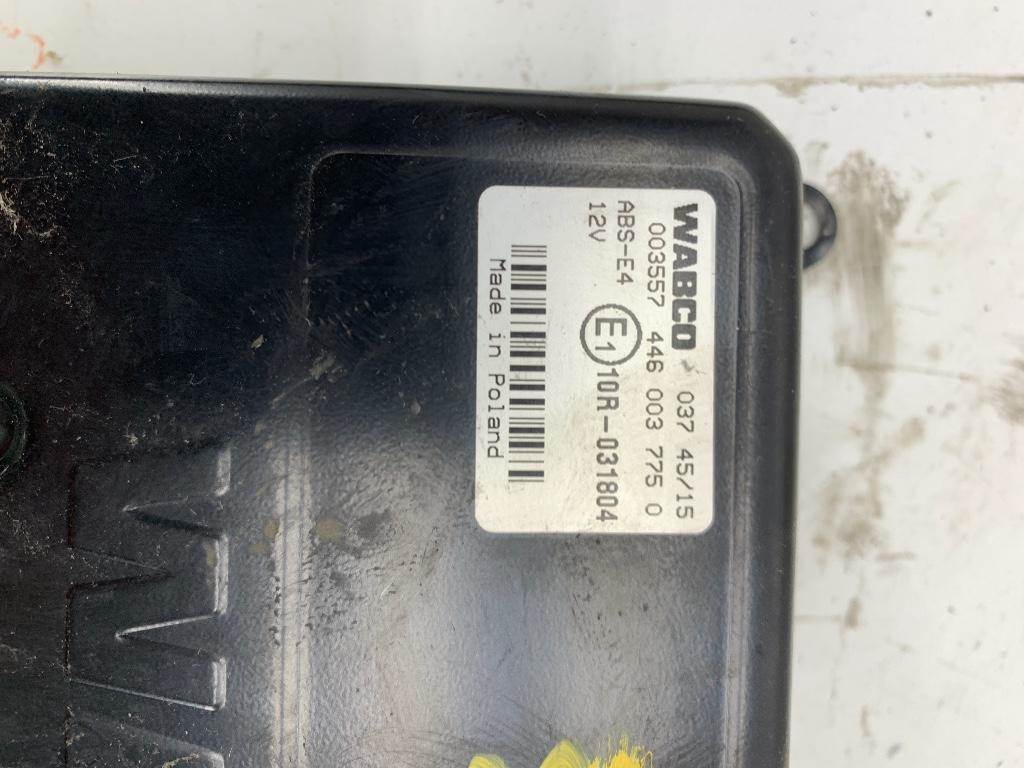 WABCO 037 45/15
003557 446 003 775 0
ABS-E4
12V
E1 10R-031804
Made in Poland